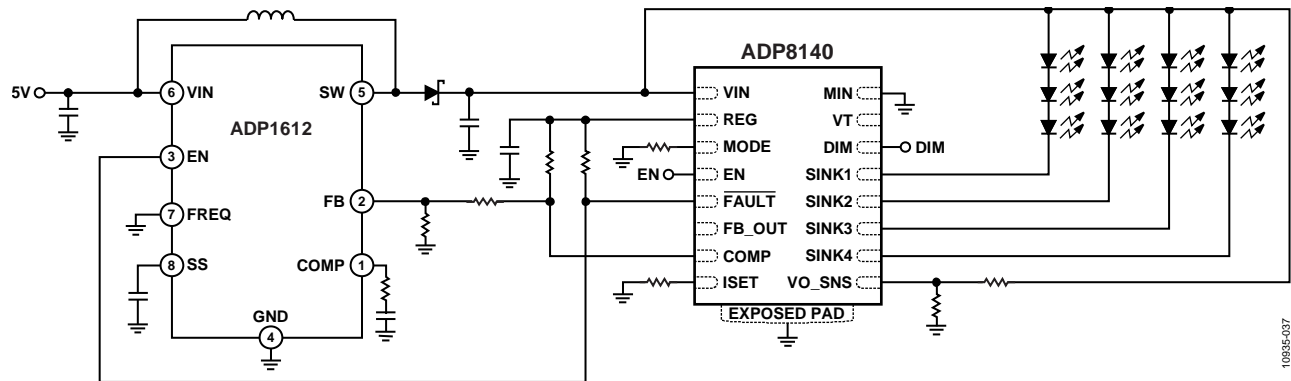 5V
6 VIN
SW 5
ADP1612
3 EN
FB 2
7 FREQ
8 SS
COMP 1
GND
4
ADP8140
VIN
REG
MODE
EN
EN
FAULT
FB_OUT
COMP
ISET
MIN
VT
DIM
DIM
SINK1
SINK2
SINK3
SINK4
VO_SNS
EXPOSED PAD
10935-037